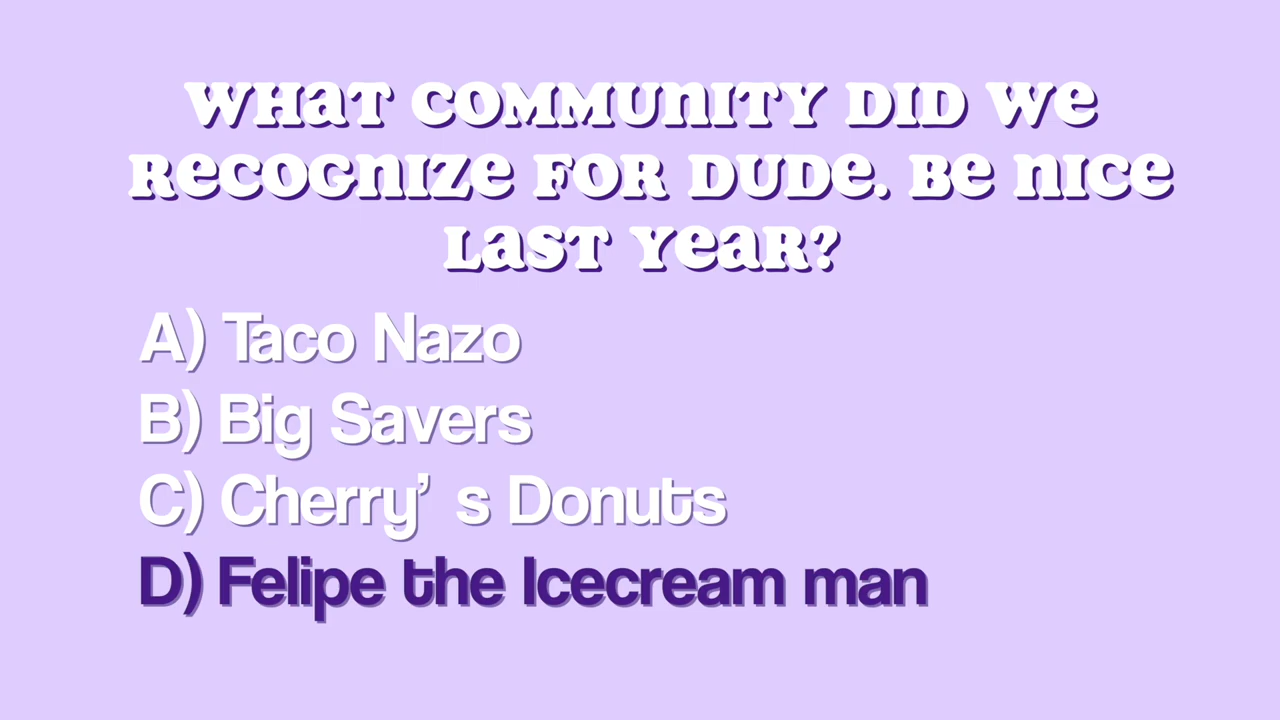 WHAT COMMUNITY DID WE
RECOGNIZE FOR DUDE. BE NICE
LAST YEAR?
A) Taco Nazo
B) Big Savers
C) Cherry’s Donuts
D) Felipe the Icecream man